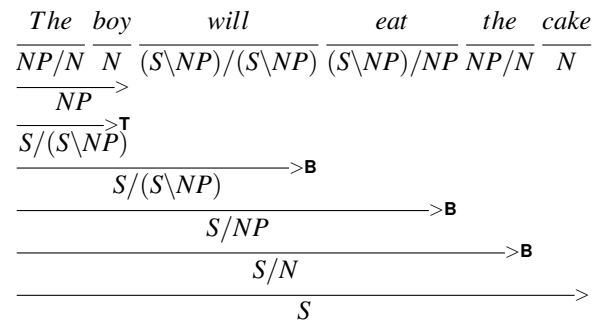 The boy will eat the cake
NP/N N (S\NP)/(S\NP) (S\NP)/NP NP/N N
>
NP
>T
S/(S\NP)
>B
S/(S\NP)
>B
S/NP
>B
S/N
>
S